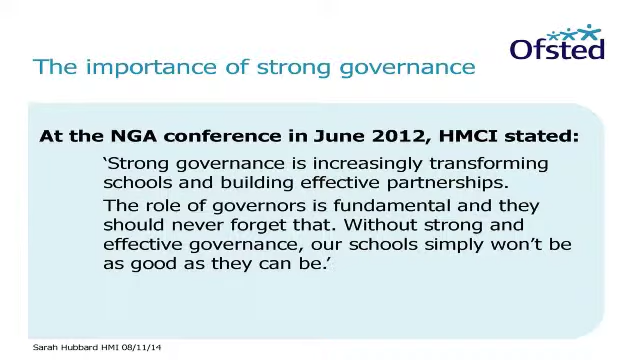 Ofsted
The importance of strong governance
At the NGA conference in June 2012, HMCI stated:
‘Strong governance is increasingly transforming
schools and building effective partnerships.
The role of governors is fundamental and they
should never forget that. Without strong and
effective governance, our schools simply won’t be
as good as they can be.’
Sarah Hubbard HMI 08/11/14